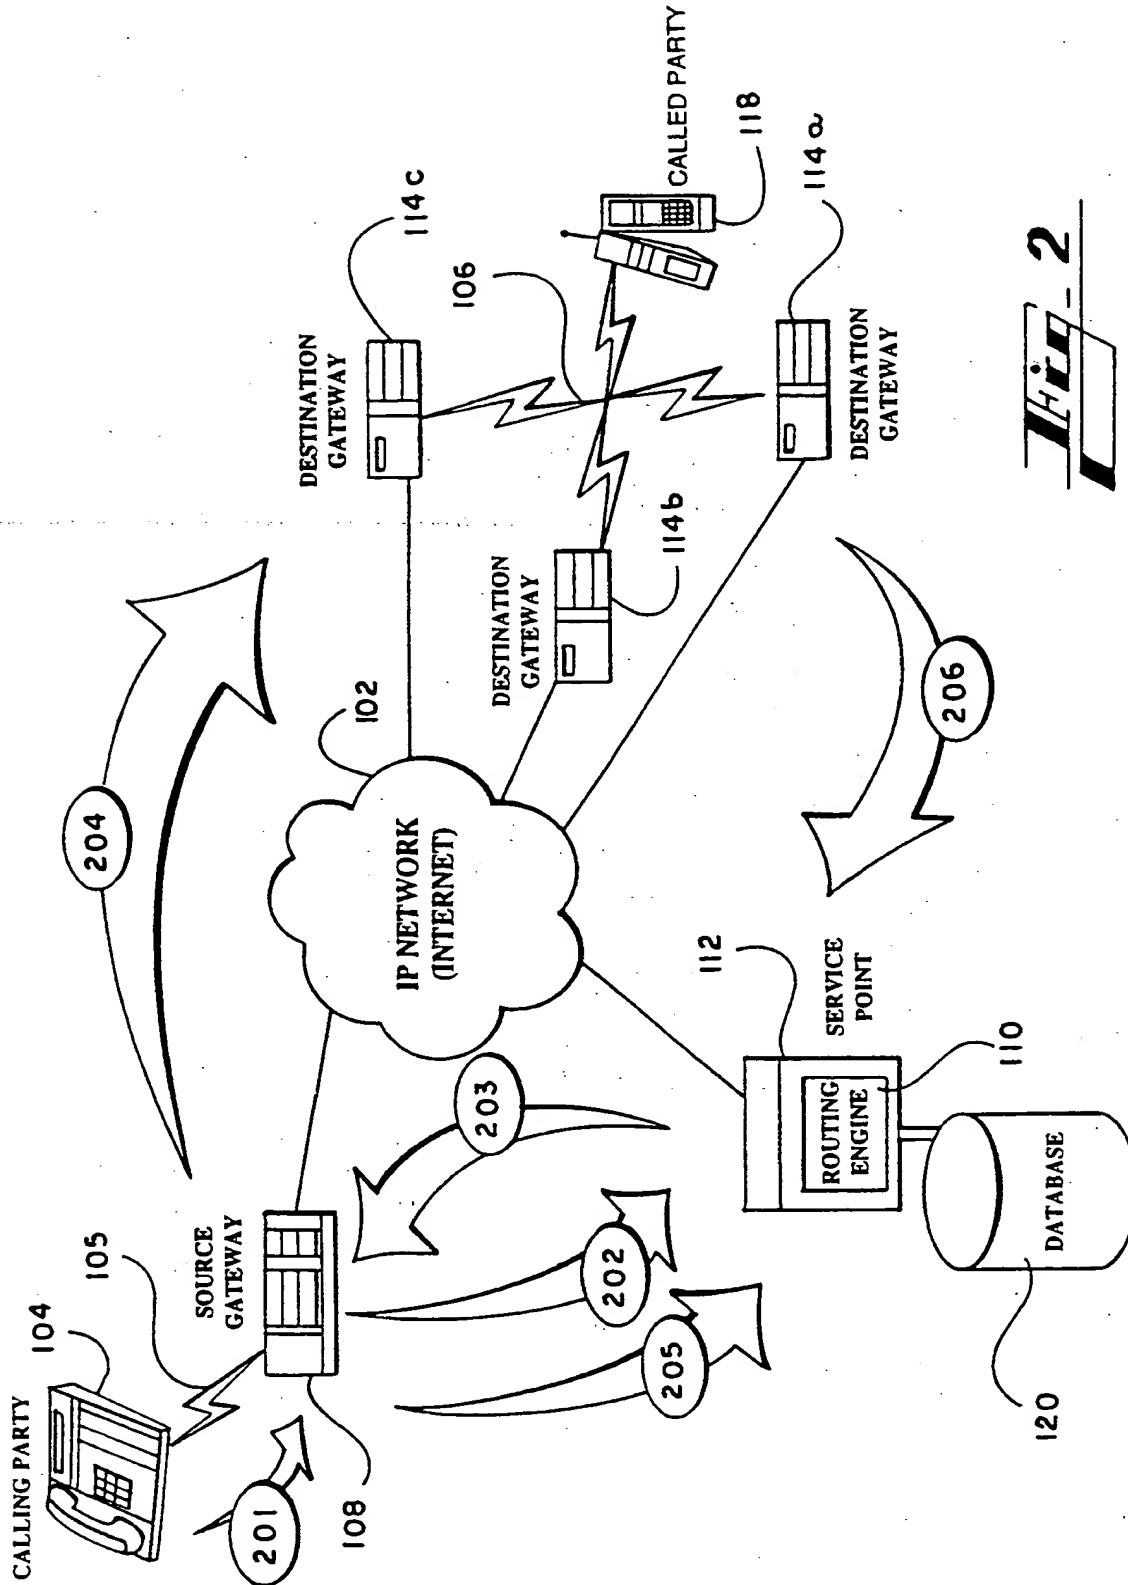 CALLING PARTY
104
105
201
108
SOURCE
GATEWAY
204
203
202
205
102
IP NETWORK
(INTERNET)
112
SERVICE
POINT
ROUTING
ENGINE
110
DATABASE
120
DESTINATION
GATEWAY
114c
DESTINATION
GATEWAY
114b
106
CALLED PARTY
118
114a
DESTINATION
GATEWAY
206
Fig_2